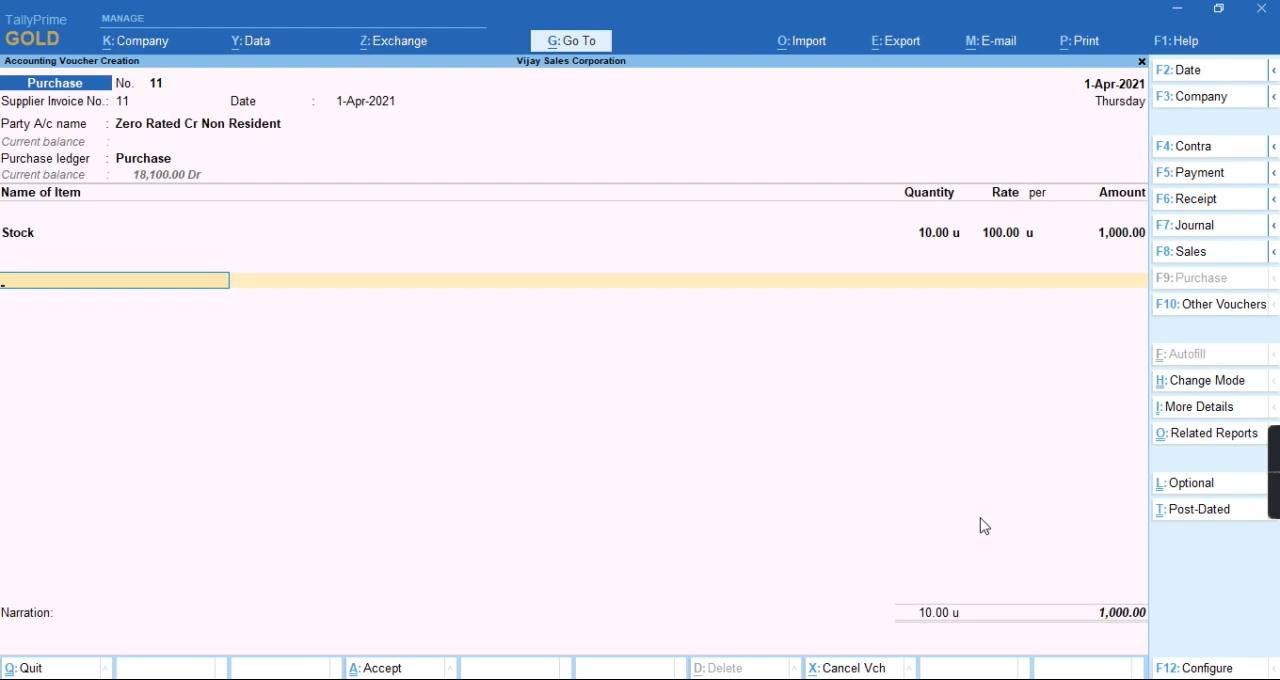 TallyPrime
GOLD
MANAGE
K: Company
Y: Data
Z: Exchange
G: Go To
O: Import
E: Export
M: E-mail
P: Print
F1: Help
Accounting Voucher Creation
Vijay Sales Corporation
Purchase No. 11
1-Apr-2021
Supplier Invoice No.: 11 Date : 1-Apr-2021
Thursday
Party A/c name : Zero Rated Cr Non Resident
Current balance :
Purchase ledger : Purchase
Current balance : 18,100.00 Dr
Name of Item Quantity Rate per Amount
Stock 10.00 u 100.00 u 1,000.00
Narration: 10.00 u 1,000.00
F2: Date
F3: Company
F4: Contra
F5: Payment
F6: Receipt
F7: Journal
F8: Sales
F9: Purchase
F10: Other Vouchers
F: Autofill
H: Change Mode
I: More Details
O: Related Reports
L: Optional
T: Post-Dated
Q: Quit
A: Accept
D: Delete
X: Cancel Vch
F12: Configure